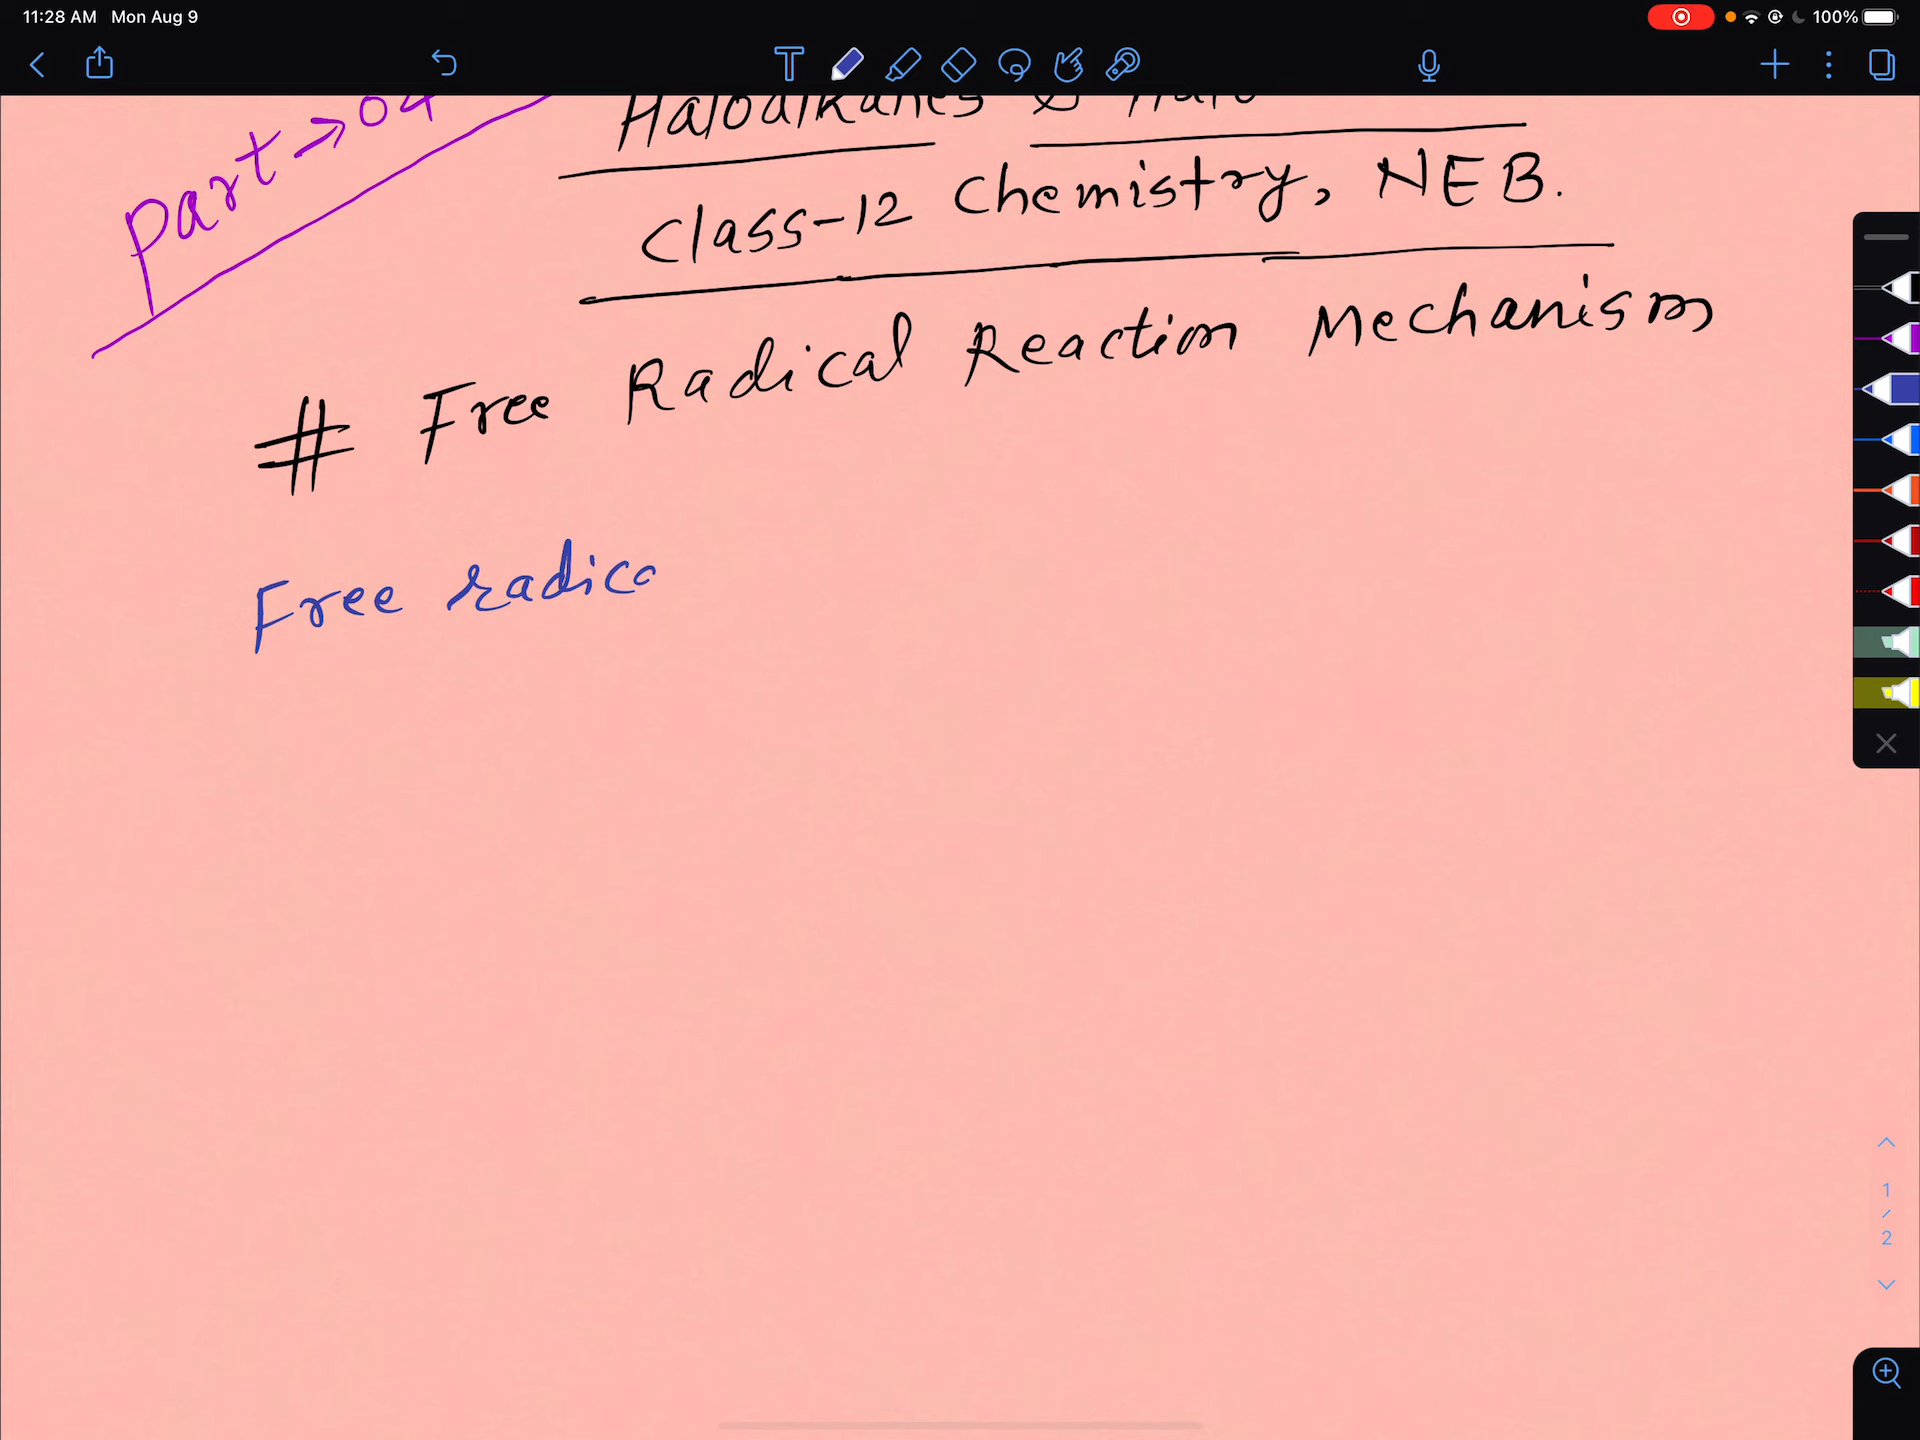 11:28 AM Mon Aug 9
100%
Part → 04
Haloalkanes & Halo
Class-12 Chemistry, NEB.
# Free Radical Reaction Mechanism
Free radica
1
/
2